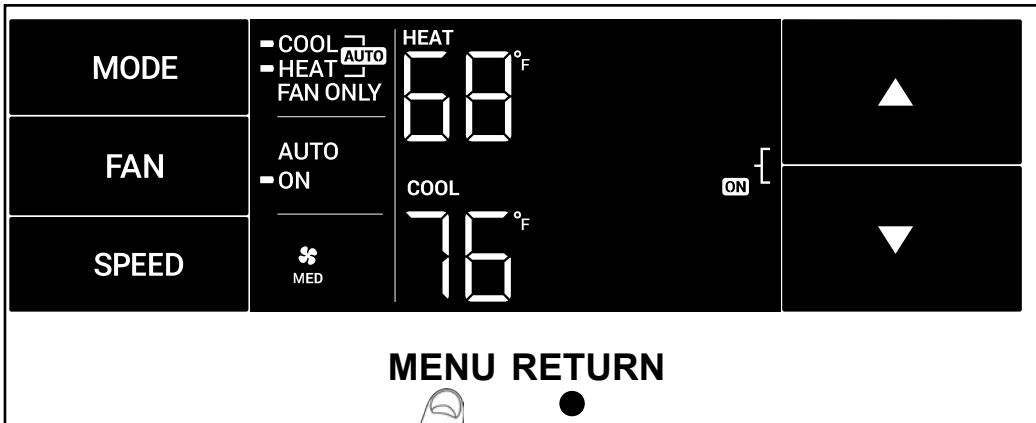 MODE
FAN
SPEED
COOL
AUTO
HEAT
FAN ONLY
AUTO
ON
MED
HEAT
68°F
COOL
76°F
ON
MENU RETURN